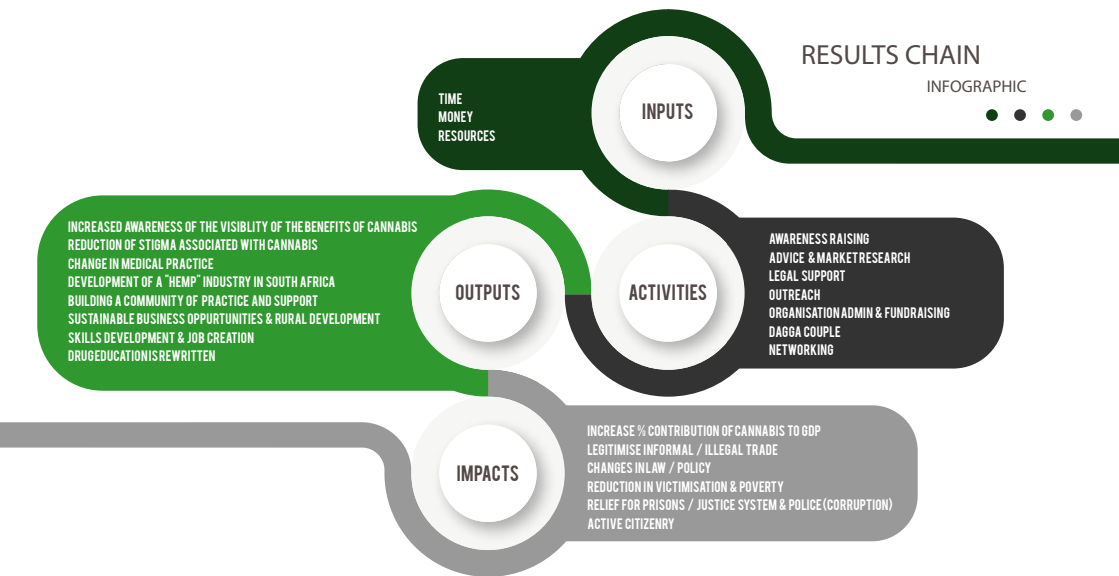 RESULTS CHAIN
INFOGRAPHIC
TIME
MONEY
RESOURCES
INPUTS
AWARENESS RAISING
ADVICE & MARKET RESEARCH
LEGAL SUPPORT
OUTREACH
ORGANISATION ADMIN & FUNDRAISING
DAGGA COUPLE
NETWORKING
ACTIVITIES
INCREASED AWARENESS OF THE VISIBLITY OF THE BENEFITS OF CANNABIS
REDUCTION OF STIGMA ASSOCIATED WITH CANNABIS
CHANGE IN MEDICAL PRACTICE
DEVELOPMENT OF A "HEMP" INDUSTRY IN SOUTH AFRICA
BUILDING A COMMUNITY OF PRACTICE AND SUPPORT
SUSTAINABLE BUSINESS OPPURTUNITIES & RURAL DEVELOPMENT
SKILLS DEVELOPMENT & JOB CREATION
DRUG EDUCATION IS REWRITTEN
OUTPUTS
IMPACTS
INCREASE % CONTRIBUTION OF CANNABIS TO GDP
LEGITIMISE INFORMAL / ILLEGAL TRADE
CHANGES IN LAW / POLICY
REDUCTION IN VICTIMISATION & POVERTY
RELIEF FOR PRISONS / JUSTICE SYSTEM & POLICE (CORRUPTION)
ACTIVE CITIZENRY